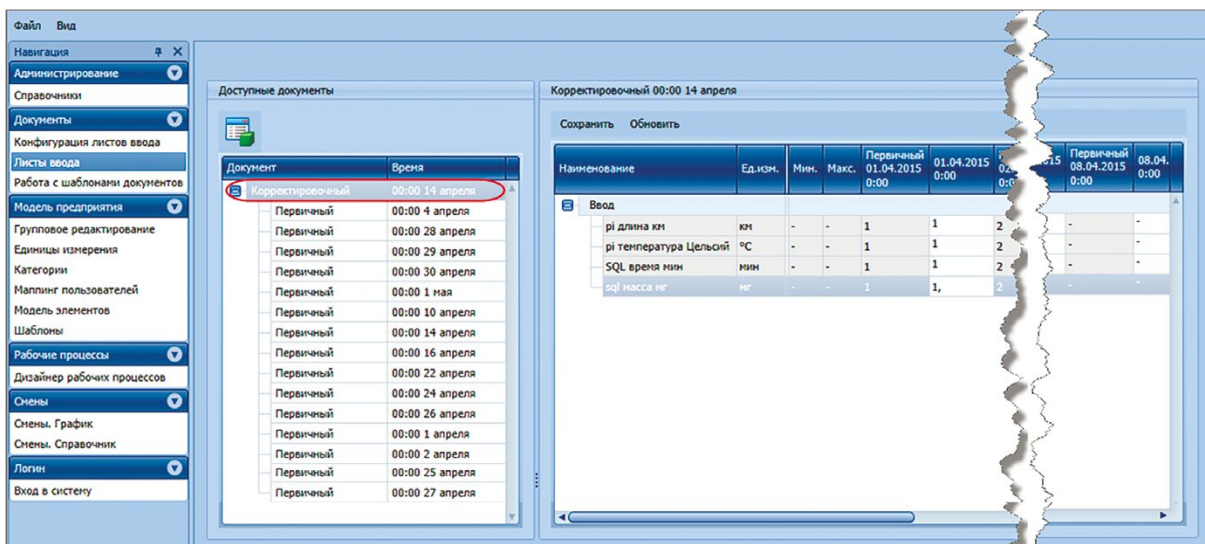 Файл Вид
Навигация
Администрирование
Справочники
Документы
Конфигурация листов ввода
Листы ввода
Работа с шаблонами документов
Модель предприятия
Групповое редактирование
Единицы измерения
Категории
Маппинг пользователей
Модель элементов
Шаблоны
Рабочие процессы
Дизайнер рабочих процессов
Смены
Смены. График
Смены. Справочник
Логин
Вход в систему
Доступные документы
Документ Время
Корректировочный 00:00 14 апреля
Первичный 00:00 4 апреля
Первичный 00:00 28 апреля
Первичный 00:00 29 апреля
Первичный 00:00 30 апреля
Первичный 00:00 1 мая
Первичный 00:00 10 апреля
Первичный 00:00 14 апреля
Первичный 00:00 16 апреля
Первичный 00:00 22 апреля
Первичный 00:00 24 апреля
Первичный 00:00 26 апреля
Первичный 00:00 1 апреля
Первичный 00:00 2 апреля
Первичный 00:00 25 апреля
Первичный 00:00 27 апреля
Корректировочный 00:00 14 апреля
Сохранить Обновить
Наименование Ед.изм. Мин. Макс. Первичный 01.04.2015 0:00 01.04.2015 0:00 Первичный 08.04.2015 0:00 08.04. 0:00
Ввод
pi длина км км - - 1 1 2 - -
pi температура Цельсий °C - - 1 1 2 - -
SQL время мин мин - - 1 1 2 - -
sql масса мг мг - - 1 1, 2 - -